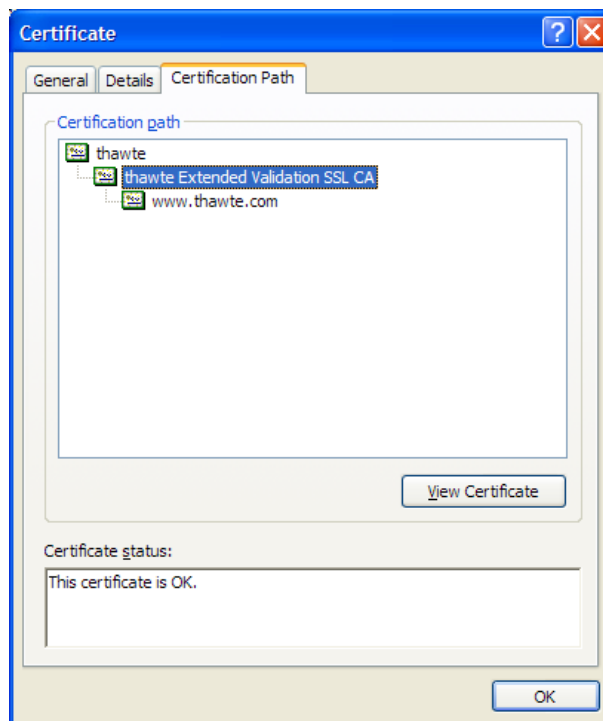 Certificate
General Details Certification Path
Certification path
thawte
thawte Extended Validation SSL CA
www.thawte.com
View Certificate
Certificate status:
This certificate is OK.
OK